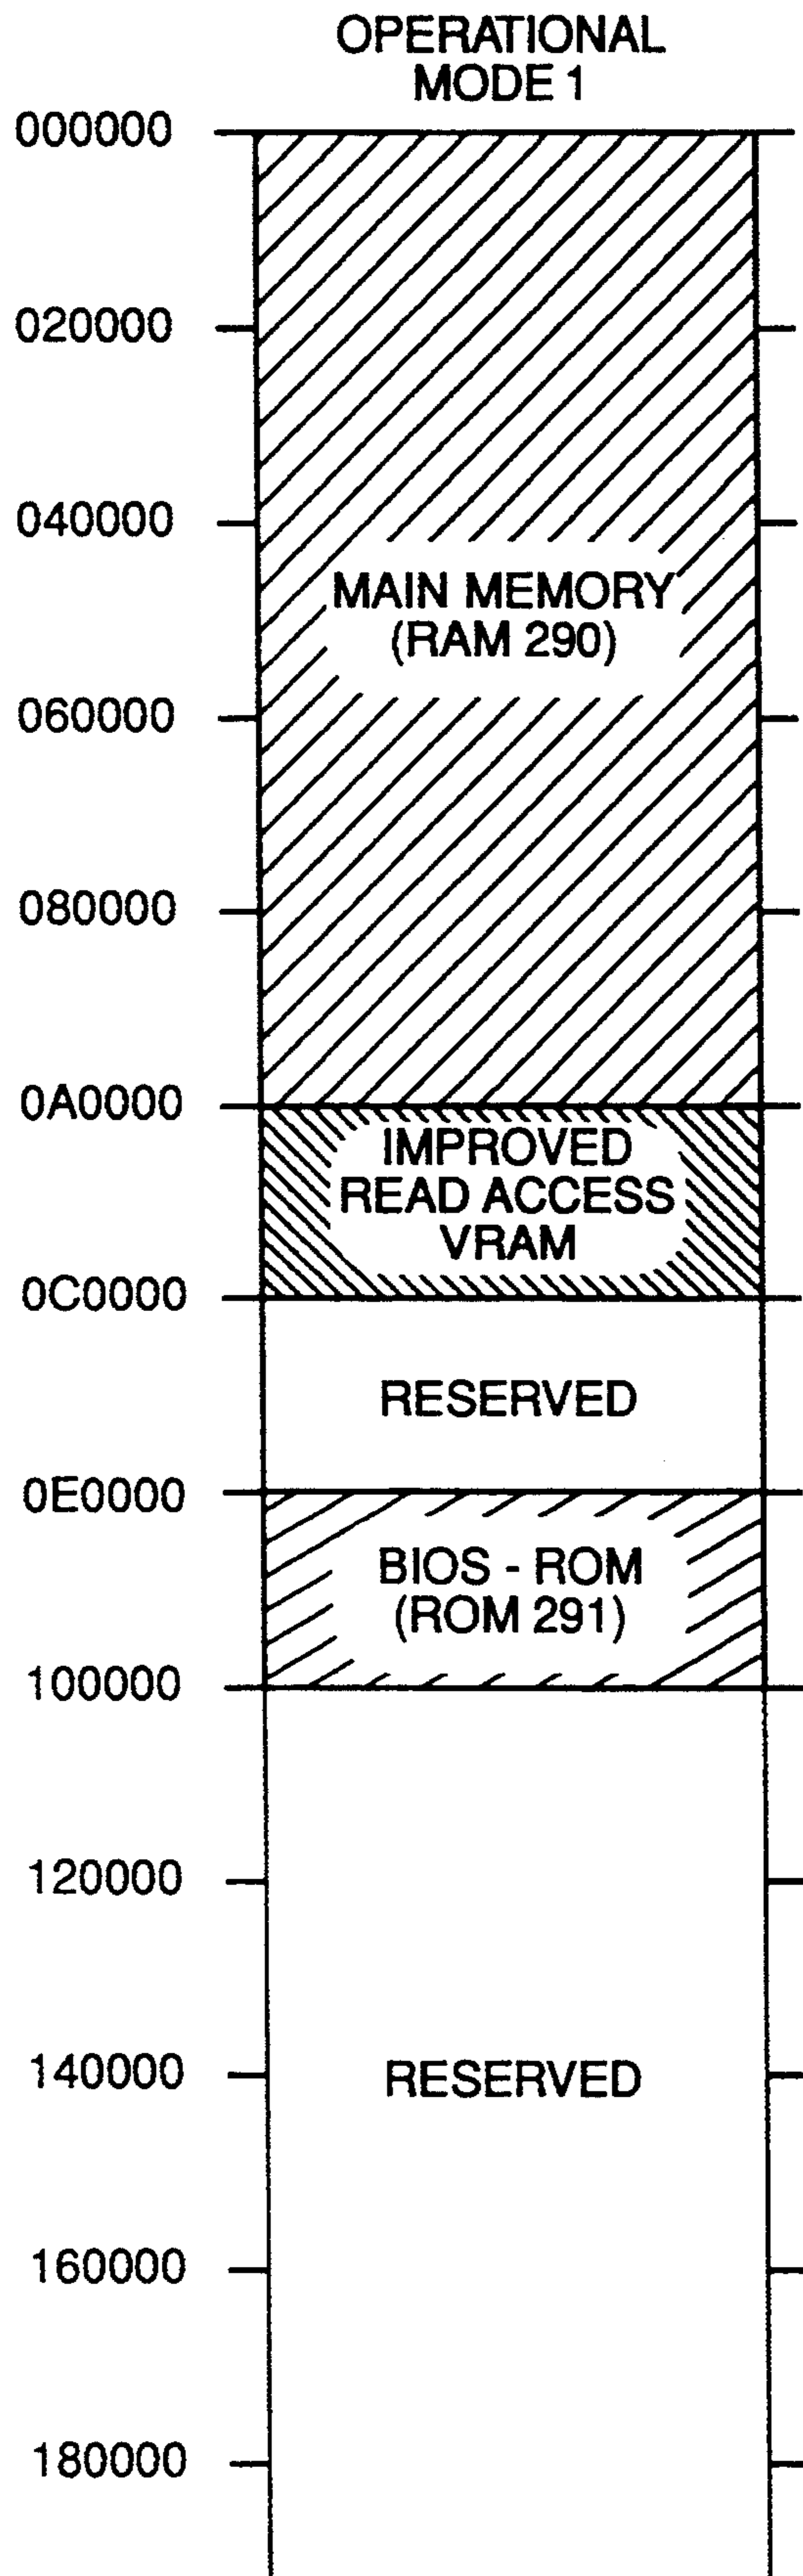 OPERATIONAL
MODE 1
000000
020000
040000
MAIN MEMORY
(RAM 290)
060000
080000
0A0000
IMPROVED
READ ACCESS
VRAM
0C0000
RESERVED
0E0000
BIOS - ROM
(ROM 291)
100000
120000
140000
RESERVED
160000
180000